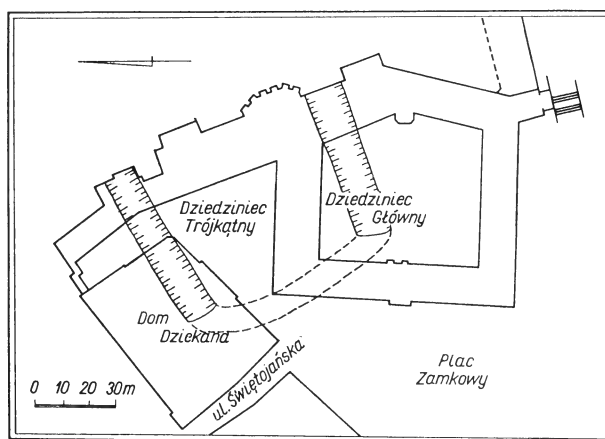 Dziedziniec
Trójkątny
Dziedziniec
Główny
Dom
Dziekana
ul. Świętojańska
Plac
Zamkowy
0 10 20 30m